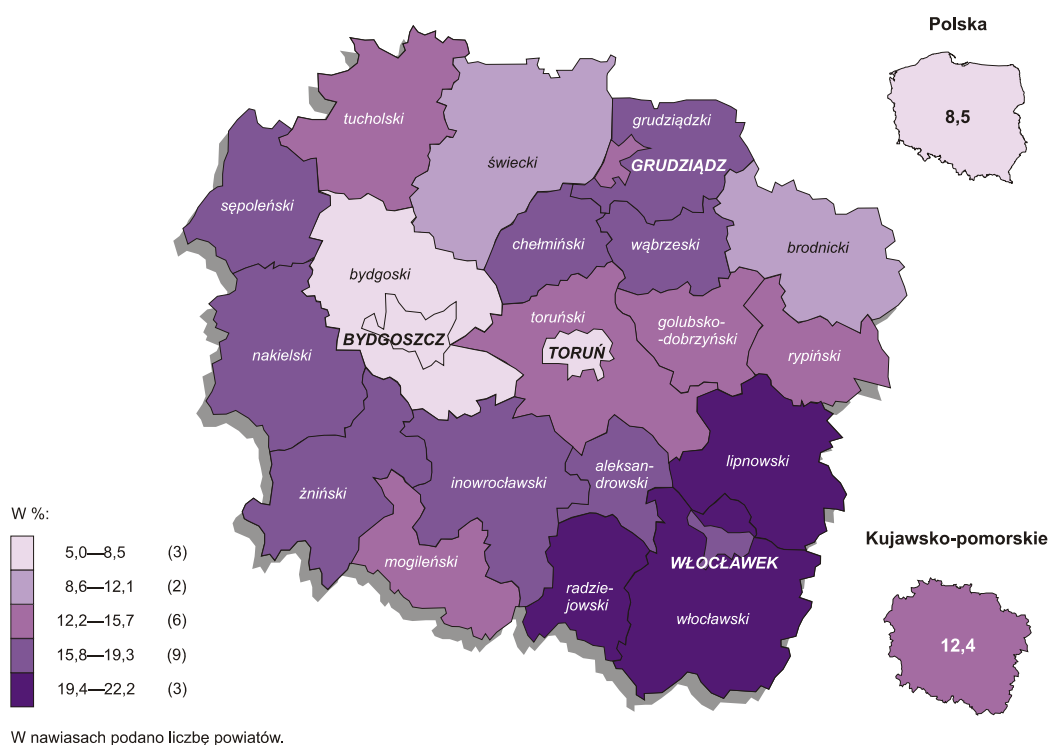 Polska
8,5
tucholski
grudziądzki
święcki
GRUDZIĄDZ
sępoleński
chełmiński
wąbrzeski
brodnicki
bydgoski
toruński
golubsko-
-dobrzyński
BYDGOSZCZ
TORUŃ
nakielski
rypiński
lipnowski
aleksan-
drowski
inowrocławski
żniński
mogileński
WŁOCŁAWEK
radzie-
jowski
włocławski
Kujawsko-pomorskie
12,4
W %:
5,0—8,5 (3)
8,6—12,1 (2)
12,2—15,7 (6)
15,8—19,3 (9)
19,4—22,2 (3)
W nawiasach podano liczbę powiatów.